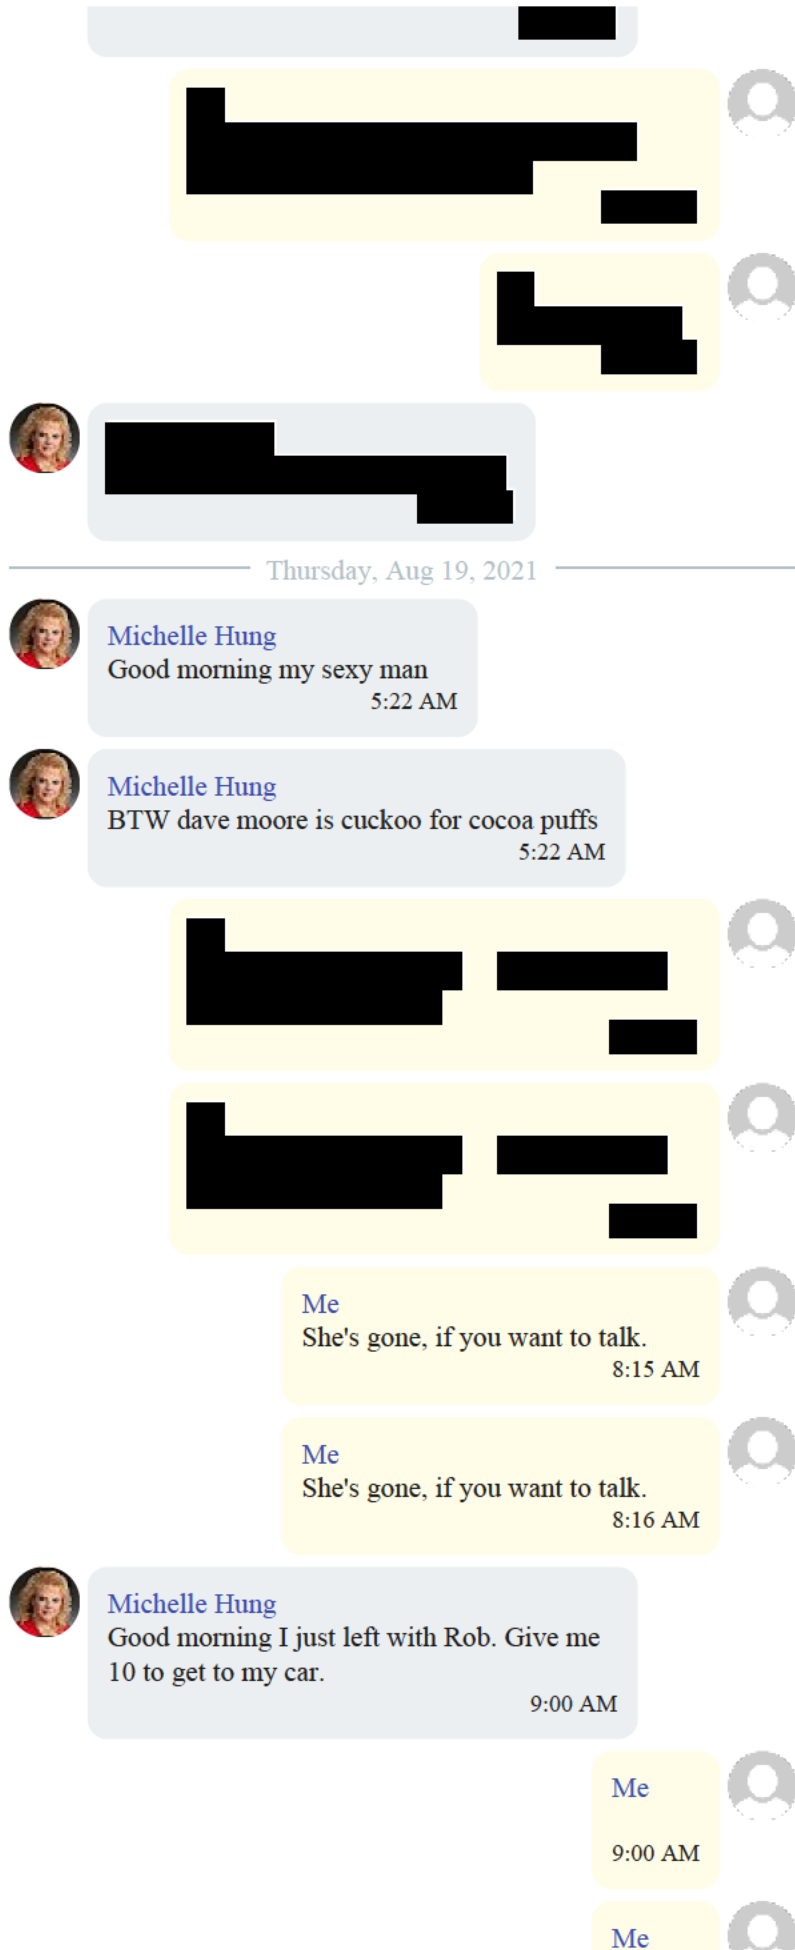 Thursday, Aug 19, 2021
Michelle Hung
Good morning my sexy man
5:22 AM
Michelle Hung
BTW dave moore is cuckoo for cocoa puffs
5:22 AM
Me
She's gone, if you want to talk.
8:15 AM
Me
She's gone, if you want to talk.
8:16 AM
Michelle Hung
Good morning I just left with Rob. Give me
10 to get to my car.
9:00 AM
Me
9:00 AM
Me